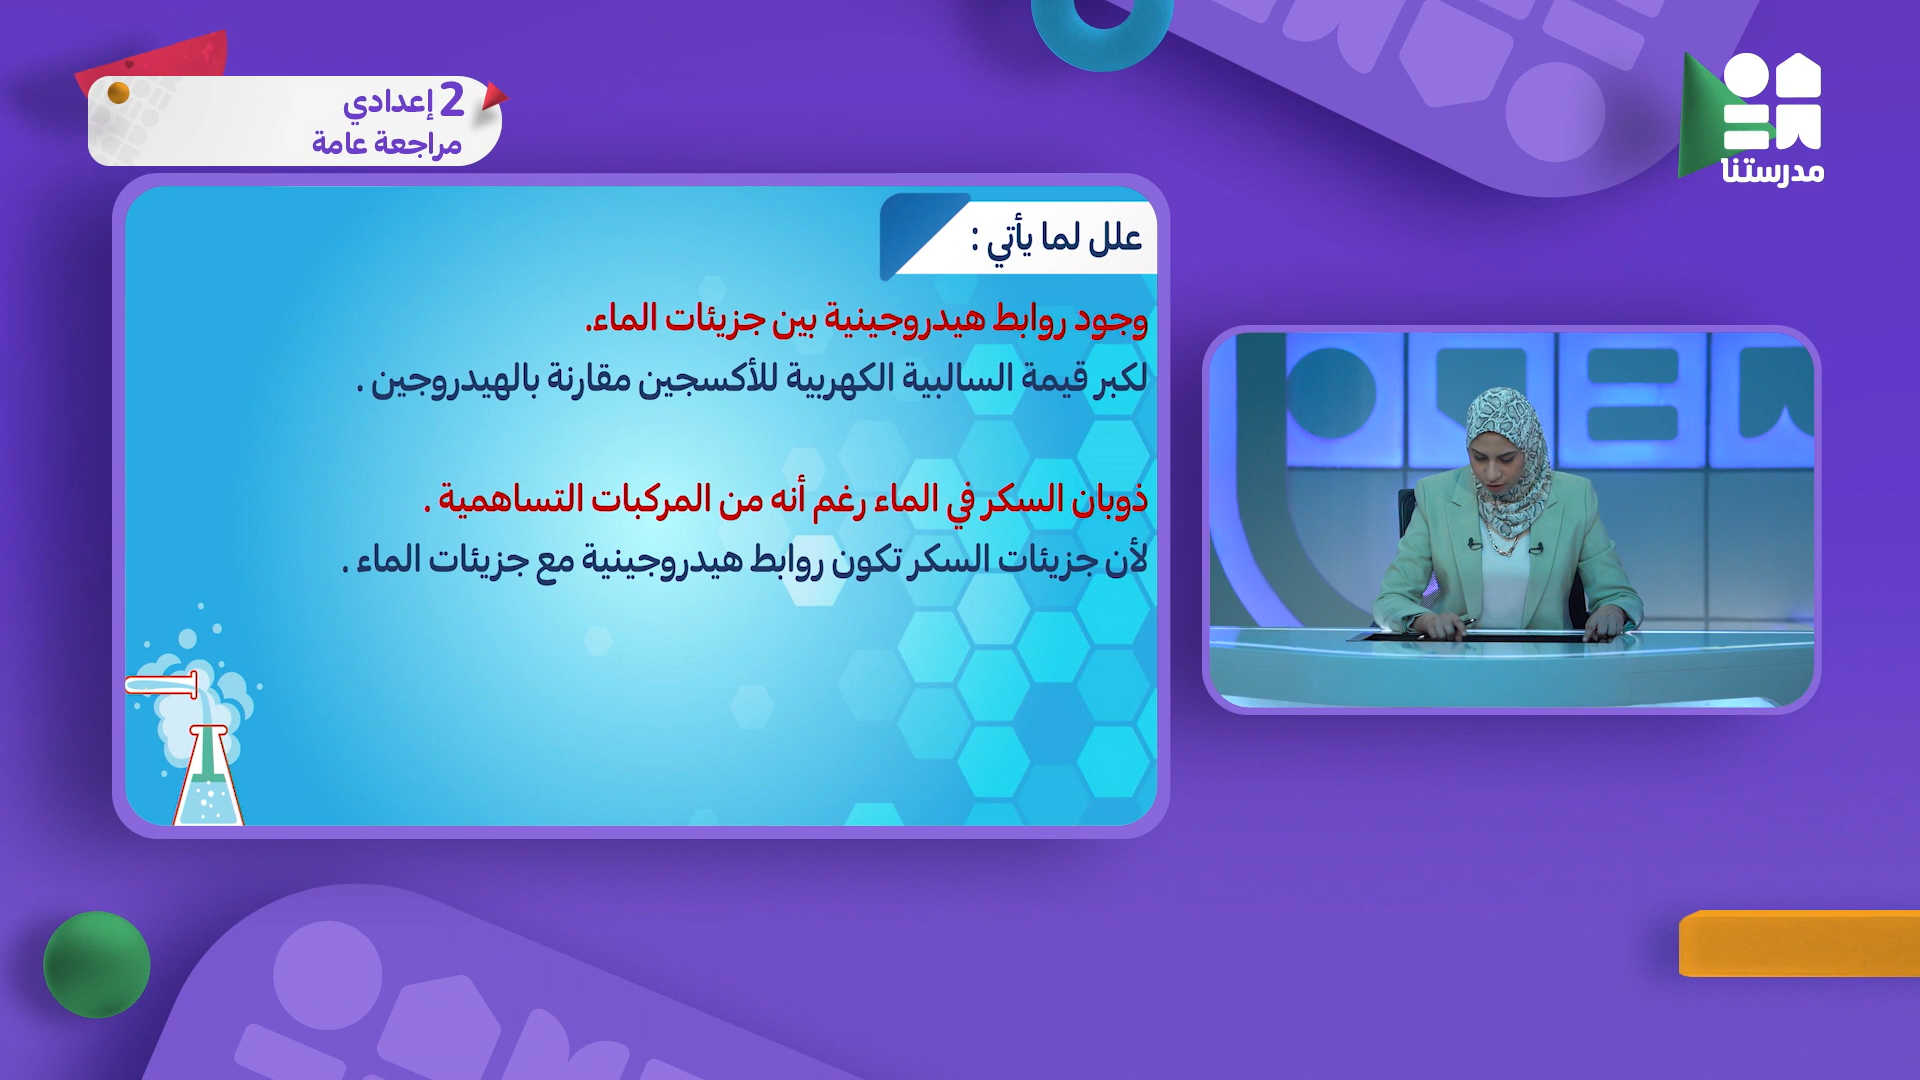 2 إعدادي
مراجعة عامة
مدرستنا
علل لما يأتي :
وجود روابط هيدروجينية بين جزيئات الماء.
لكبر قيمة السالبية الكهربية للأكسجين مقارنة بالهيدروجين .
ذوبان السكر في الماء رغم أنه من المركبات التساهمية .
لأن جزيئات السكر تكون روابط هيدروجينية مع جزيئات الماء .